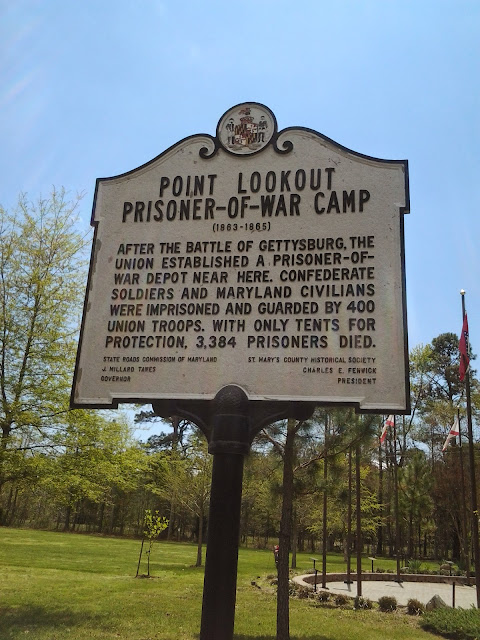 POINT LOOKOUT
PRISONER-OF-WAR CAMP
(1863-1865)
AFTER THE BATTLE OF GETTYSBURG, THE
UNION ESTABLISHED A PRISONER-OF-
WAR DEPOT NEAR HERE. CONFEDERATE
SOLDIERS AND MARYLAND CIVILIANS
WERE IMPRISONED AND GUARDED BY 400
UNION TROOPS. WITH ONLY TENTS FOR
PROTECTION, 3,384 PRISONERS DIED.
STATE ROADS COMMISSION OF MARYLAND
J. MILLARD TAWES
GOVERNOR
ST. MARY'S COUNTY HISTORICAL SOCIETY
CHARLES E. FENWICK
PRESIDENT